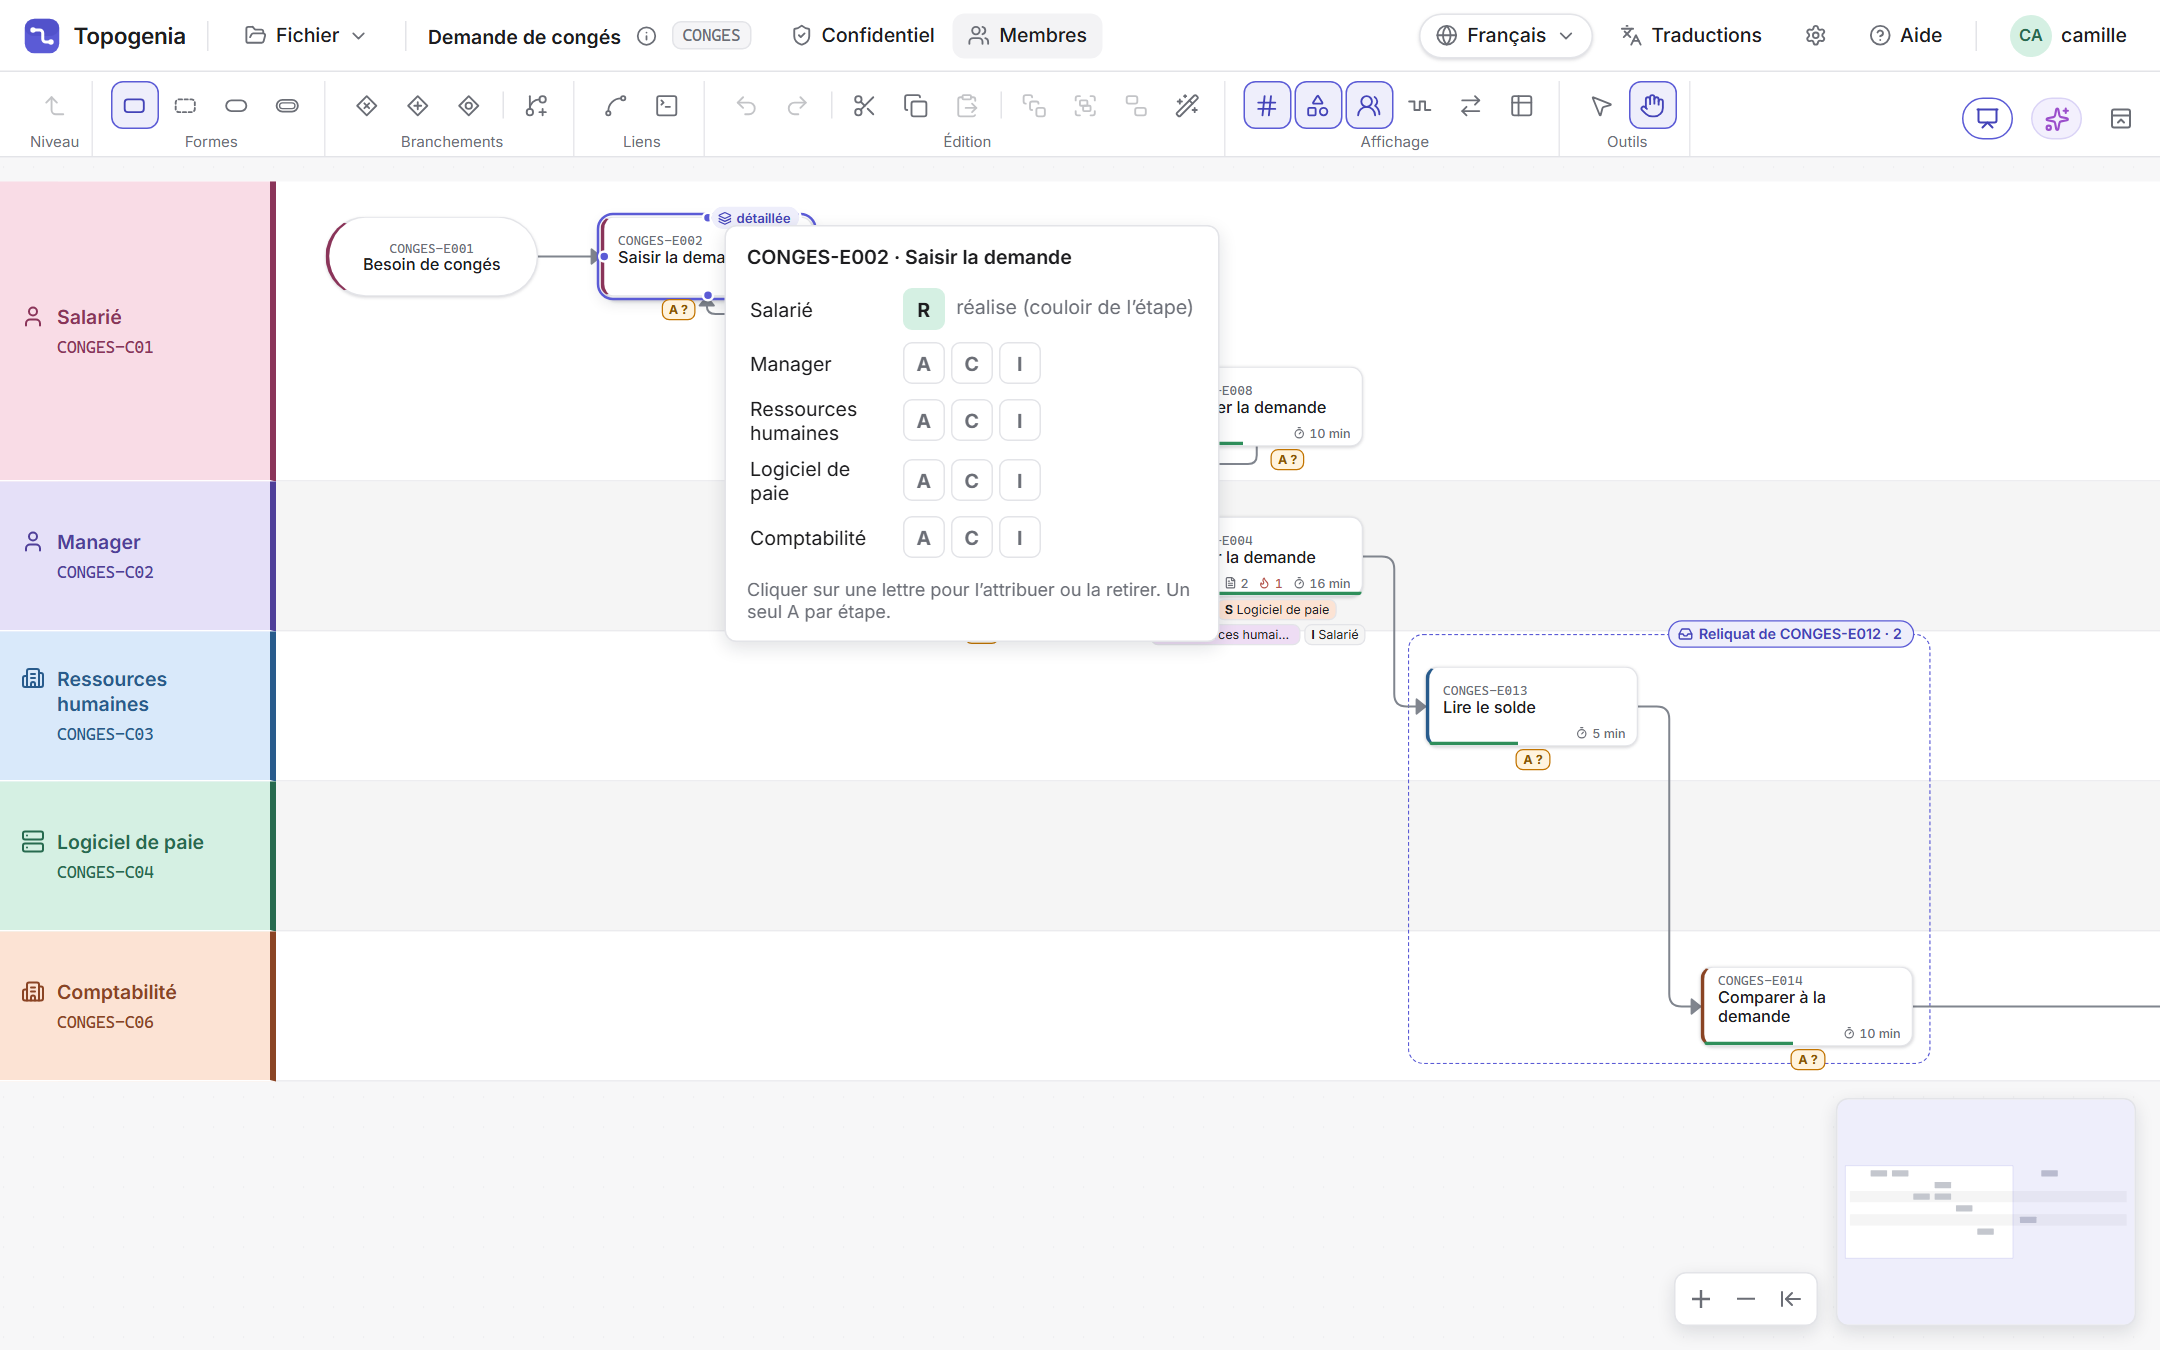 Topogenia
Fichier
Demande de congés
CONGES
Confidentiel
Membres
Français
Traductions
Aide
CA
camille
Niveau
Formes
Branchements
Liens
Édition
Affichage
Outils
Salarié
CONGES-C01
Manager
CONGES-C02
Ressources
humaines
CONGES-C03
Logiciel de paie
CONGES-C04
Comptabilité
CONGES-C06
CONGES-E001
Besoin de congés
détaillée
CONGES-E002
Saisir la dema
A ?
CONGES-E002 · Saisir la demande
Salarié
R
réalise (couloir de l’étape)
Manager
A C I
Ressources
humaines
A C I
Logiciel de
paie
A C I
Comptabilité
A C I
Cliquer sur une lettre pour l’attribuer ou la retirer. Un
seul A par étape.
-E008
er la demande
10 min
A ?
-E004
r la demande
2 1 16 min
S Logiciel de paie
ces humai...
I Salarié
Reliquat de CONGES-E012 · 2
CONGES-E013
Lire le solde
5 min
A ?
CONGES-E014
Comparer à la
demande
10 min
A ?